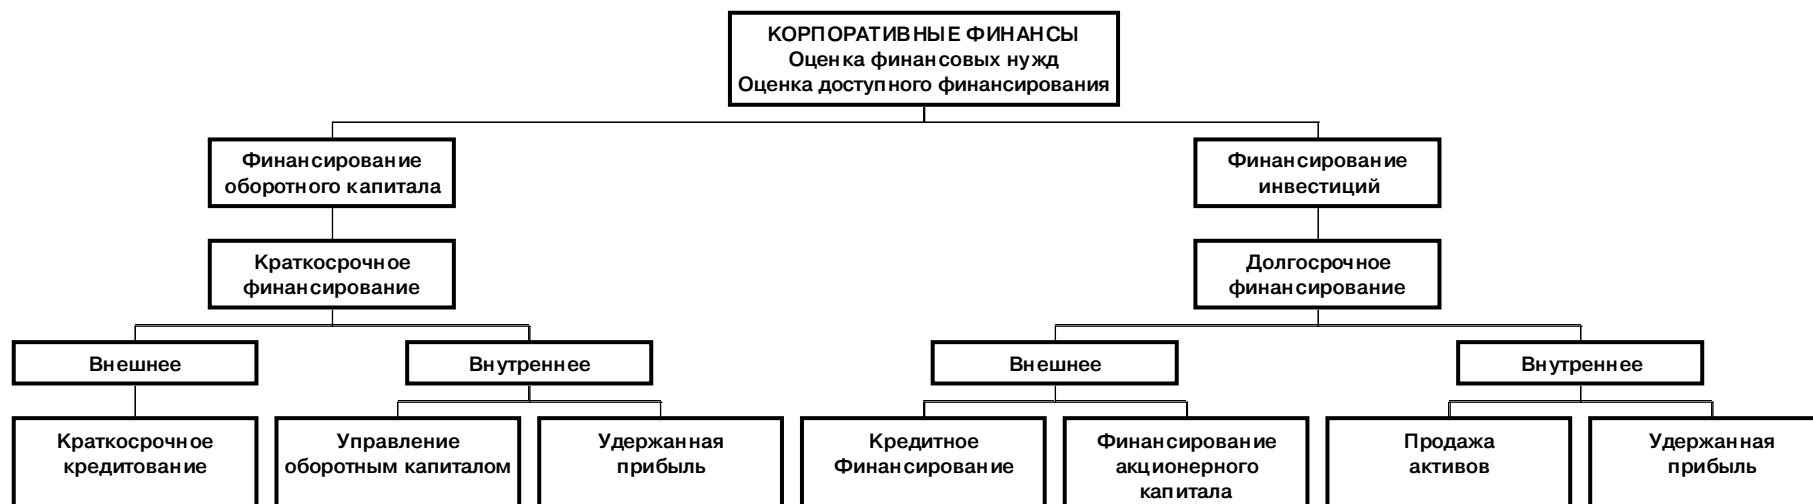 КОРПОРАТИВНЫЕ ФИНАНСЫ
Оценка финансовых нужд
Оценка доступного финансирования
Финансирование
оборотного капитала
Финансирование
инвестиций
Краткосрочное
финансирование
Долгосрочное
финансирование
Внешнее
Внутреннее
Внешнее
Внутреннее
Краткосрочное
кредитование
Управление
оборотным капиталом
Удержанная
прибыль
Кредитное
Финансирование
Финансирование
акционерного
капитала
Продажа
активов
Удержанная
прибыль